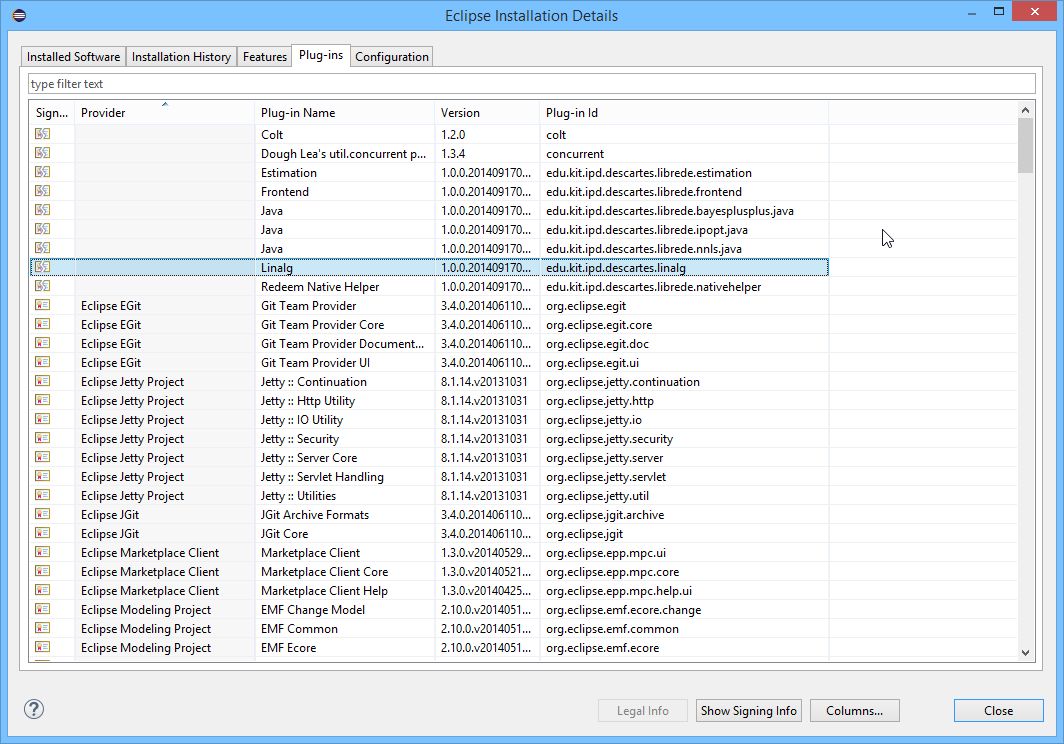 Eclipse Installation Details
Installed Software Installation History Features Plug-ins Configuration
type filter text
Sign... Provider Plug-in Name Version Plug-in Id
Colt 1.2.0 colt
Dough Lea's util.concurrent p... 1.3.4 concurrent
Estimation 1.0.0.201409170... edu.kit.ipd.descartes.librede.estimation
Frontend 1.0.0.201409170... edu.kit.ipd.descartes.librede.frontend
Java 1.0.0.201409170... edu.kit.ipd.descartes.librede.bayesplusplus.java
Java 1.0.0.201409170... edu.kit.ipd.descartes.librede.ipopt.java
Java 1.0.0.201409170... edu.kit.ipd.descartes.librede.nnls.java
Linalg 1.0.0.201409170... edu.kit.ipd.descartes.linalg
Redeem Native Helper 1.0.0.201409170... edu.kit.ipd.descartes.librede.nativehelper
Eclipse EGit Git Team Provider 3.4.0.201406110... org.eclipse.egit
Eclipse EGit Git Team Provider Core 3.4.0.201406110... org.eclipse.egit.core
Eclipse EGit Git Team Provider Document... 3.4.0.201406110... org.eclipse.egit.doc
Eclipse EGit Git Team Provider UI 3.4.0.201406110... org.eclipse.egit.ui
Eclipse Jetty Project Jetty :: Continuation 8.1.14.v20131031 org.eclipse.jetty.continuation
Eclipse Jetty Project Jetty :: Http Utility 8.1.14.v20131031 org.eclipse.jetty.http
Eclipse Jetty Project Jetty :: IO Utility 8.1.14.v20131031 org.eclipse.jetty.io
Eclipse Jetty Project Jetty :: Security 8.1.14.v20131031 org.eclipse.jetty.security
Eclipse Jetty Project Jetty :: Server Core 8.1.14.v20131031 org.eclipse.jetty.server
Eclipse Jetty Project Jetty :: Servlet Handling 8.1.14.v20131031 org.eclipse.jetty.servlet
Eclipse Jetty Project Jetty :: Utilities 8.1.14.v20131031 org.eclipse.jetty.util
Eclipse JGit JGit Archive Formats 3.4.0.201406110... org.eclipse.jgit.archive
Eclipse JGit JGit Core 3.4.0.201406110... org.eclipse.jgit
Eclipse Marketplace Client Marketplace Client 1.3.0.v20140529... org.eclipse.epp.mpc.ui
Eclipse Marketplace Client Marketplace Client Core 1.3.0.v20140521... org.eclipse.epp.mpc.core
Eclipse Marketplace Client Marketplace Client Help 1.3.0.v20140425... org.eclipse.epp.mpc.help.ui
Eclipse Modeling Project EMF Change Model 2.10.0.v2014051... org.eclipse.emf.ecore.change
Eclipse Modeling Project EMF Common 2.10.0.v2014051... org.eclipse.emf.common
Eclipse Modeling Project EMF Ecore 2.10.0.v2014051... org.eclipse.emf.ecore
? Legal Info Show Signing Info Columns... Close